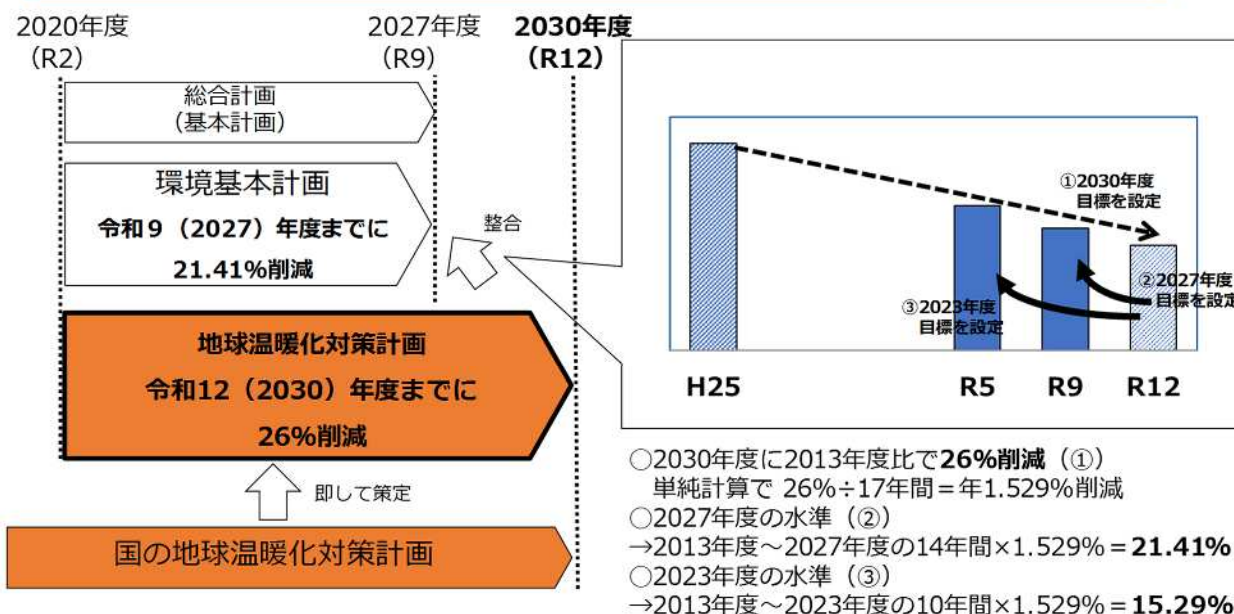 2020年度
（R2）
2027年度
（R9）
2030年度
（R12）
総合計画
（基本計画）
環境基本計画
令和９（2027）年度までに
21.41%削減
整合
地球温暖化対策計画
令和12（2030）年度までに
26%削減
即して策定
国の地球温暖化対策計画
①2030年度
目標を設定
②2027年度
目標を設定
③2023年度
目標を設定
H25
R5
R9
R12
○2030年度に2013年度比で26%削減（①）
単純計算で 26%÷17年間＝年1.529%削減
○2027年度の水準（②）
→2013年度～2027年度の14年間×1.529%＝21.41%
○2023年度の水準（③）
→2013年度～2023年度の10年間×1.529%＝15.29%